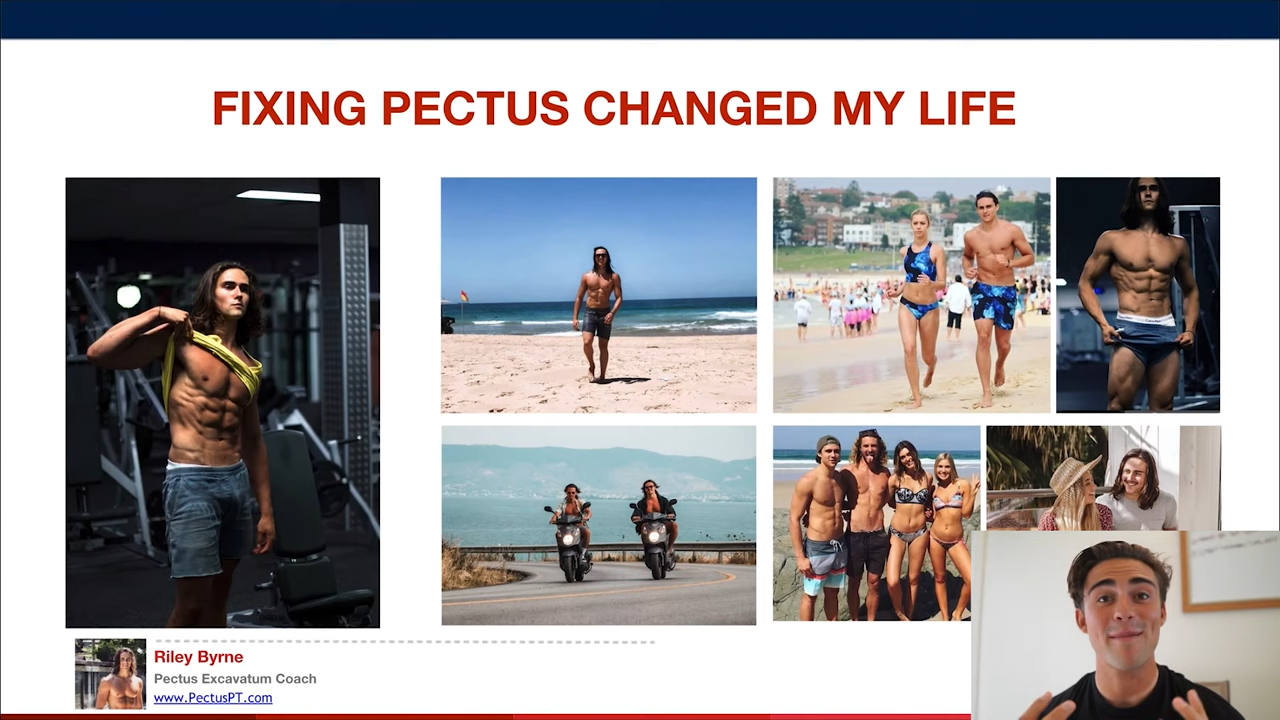 FIXING PECTUS CHANGED MY LIFE
Riley Byrne
Pectus Excavatum Coach
www.PectusPT.com